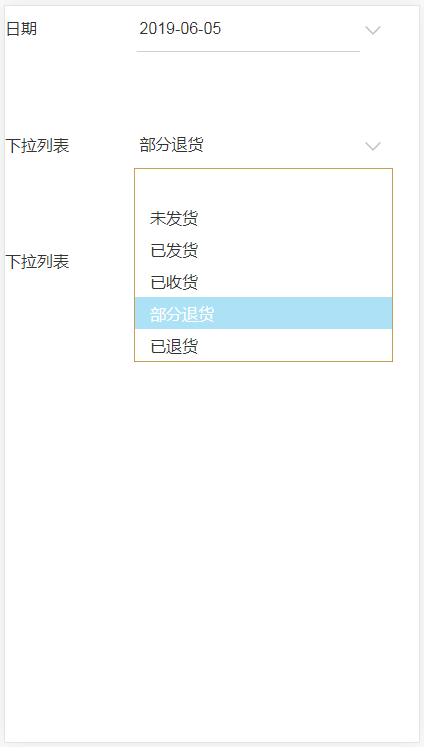 日期 2019-06-05
下拉列表 部分退货
未发货
已发货
下拉列表
已收货
部分退货
已退货